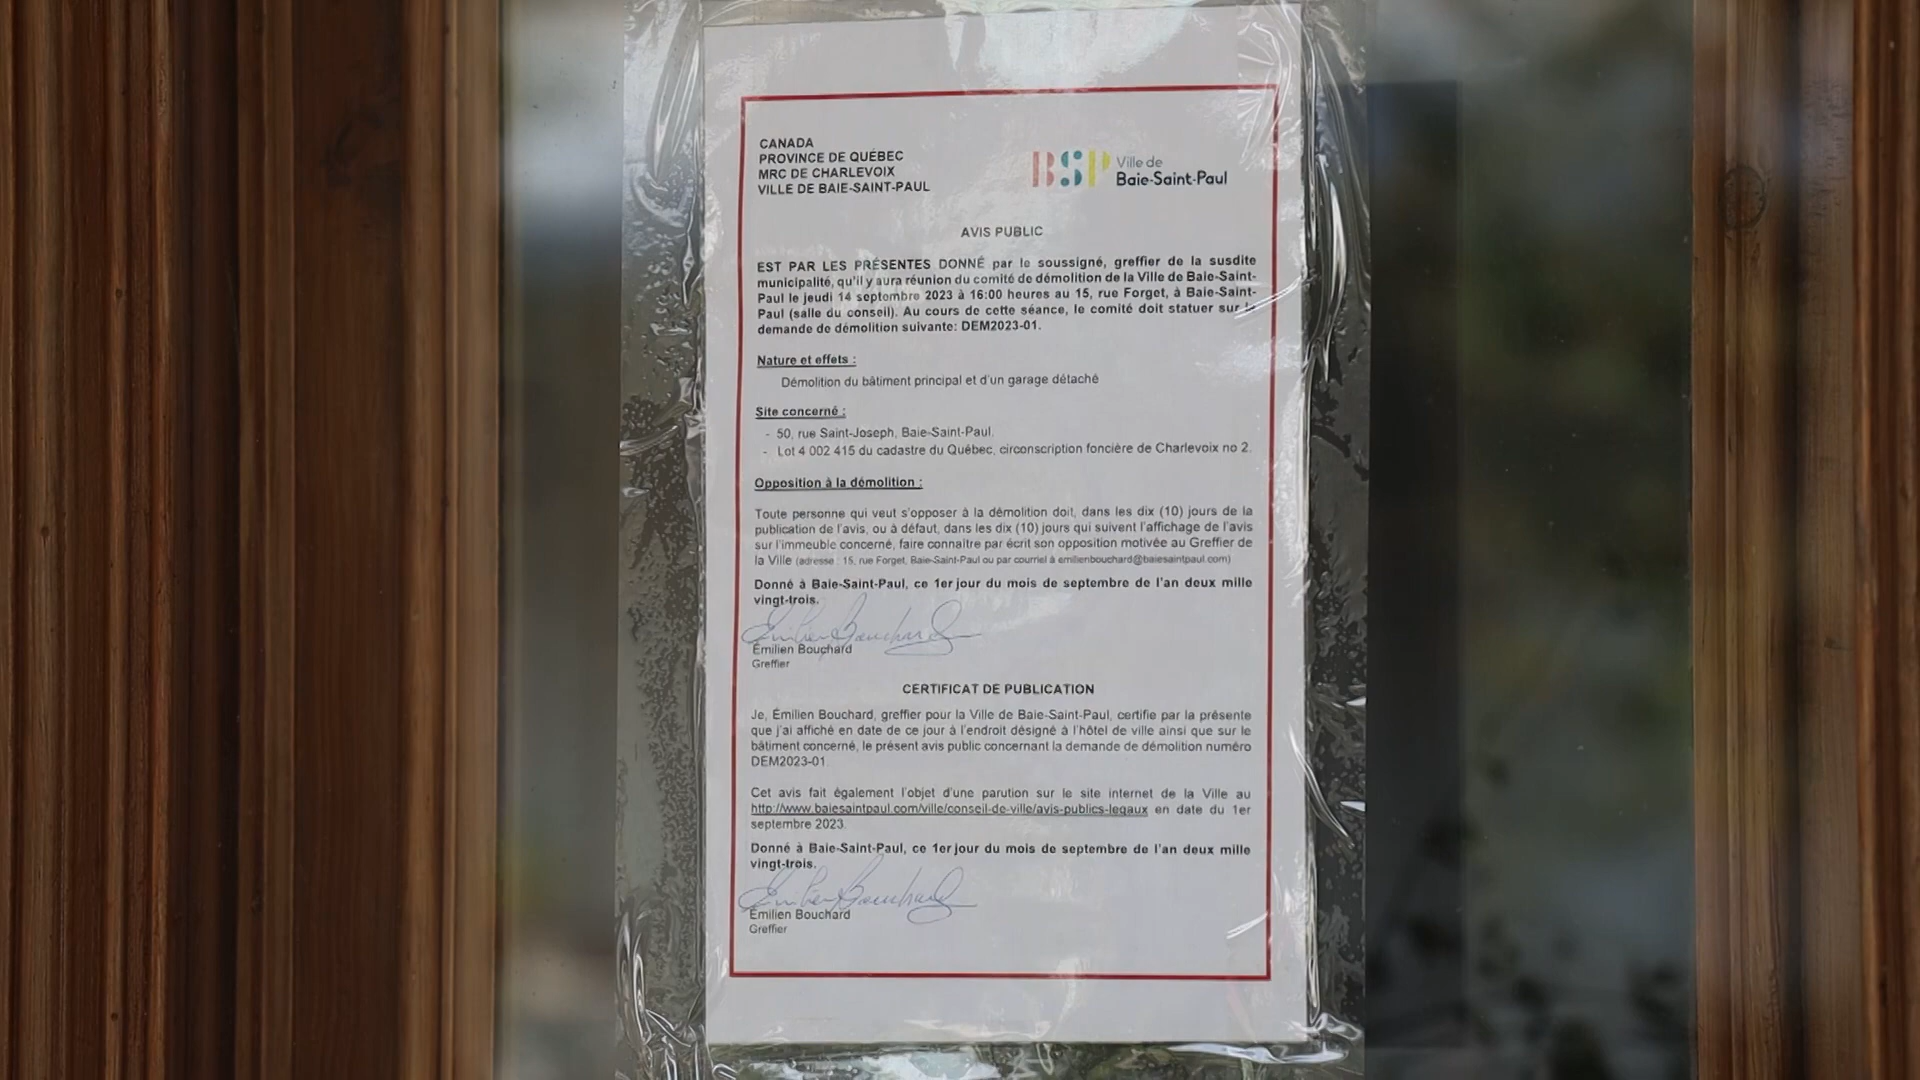 CANADA
PROVINCE DE QUÉBEC
MRC DE CHARLEVOIX
VILLE DE BAIE-SAINT-PAUL
BSP Ville de
Baie-Saint-Paul
AVIS PUBLIC
EST PAR LES PRÉSENTES DONNÉ par le soussigné, greffier de la susdite
municipalité, qu'il y aura réunion du comité de démolition de la Ville de Baie-Saint-
Paul le jeudi 14 septembre 2023 à 16:00 heures au 15, rue Forget, à Baie-Saint-
Paul (salle du conseil). Au cours de cette séance, le comité doit statuer sur la
demande de démolition suivante: DEM2023-01.
Nature et effets :
Démolition du bâtiment principal et d'un garage détaché
Site concerné :
- 50, rue Saint-Joseph, Baie-Saint-Paul.
- Lot 4 002 415 du cadastre du Québec, circonscription foncière de Charlevoix no 2.
Opposition à la démolition :
Toute personne qui veut s'opposer à la démolition doit, dans les dix (10) jours de la
publication de l'avis, ou à défaut, dans les dix (10) jours qui suivent l'affichage de l'avis
sur l'immeuble concerné, faire connaître par écrit son opposition motivée au Greffier de
la Ville (adresse : 15, rue Forget, Baie-Saint-Paul ou par courriel à emilienbouchard@baiesaintpaul.com)
Donné à Baie-Saint-Paul, ce 1er jour du mois de septembre de l'an deux mille
vingt-trois.
Émilien Bouchard
Émilien Bouchard
Greffier
CERTIFICAT DE PUBLICATION
Je, Émilien Bouchard, greffier pour la Ville de Baie-Saint-Paul, certifie par la présente
que j'ai affiché en date de ce jour à l'endroit désigné à l'hôtel de ville ainsi que sur le
bâtiment concerné, le présent avis public concernant la demande de démolition numéro
DEM2023-01.
Cet avis fait également l'objet d'une parution sur le site internet de la Ville au
http://www.baiesaintpaul.com/ville/conseil-de-ville/avis-publics-legaux en date du 1er
septembre 2023.
Donné à Baie-Saint-Paul, ce 1er jour du mois de septembre de l'an deux mille
vingt-trois.
Émilien Bouchard
Émilien Bouchard
Greffier